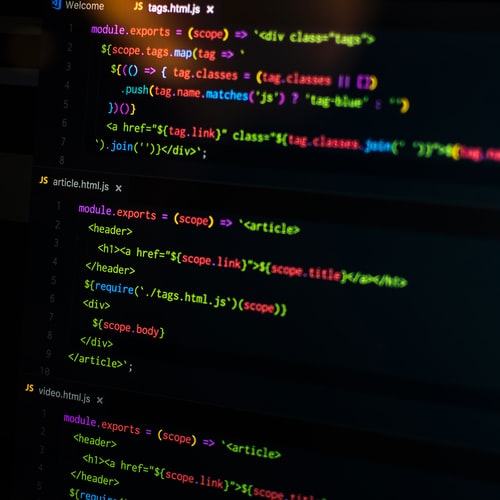 Welcome JS tags.html.js ×
1 module.exports = (scope) => `<div class="tags">
2 ${scope.tags.map(tag => `
3 ${(() => { tag.classes = (tag.classes || [])
4 .push(tag.name.matches('js') ? 'tag-blue' : '')
5 })()}
6 <a href="${tag.link}" class="${tag.classes.join(' ')}">${tag.na
7 `).join('')}</div>`;
8
JS article.html.js ×
1 module.exports = (scope) => `<article>
2 <header>
3 <h1><a href="${scope.link}">${scope.title}</a></h1>
4 </header>
5 ${require('./tags.html.js')(scope)}
6 <div>
7 ${scope.body}
8 </div>
9 </article>`;
10
JS video.html.js ×
1 module.exports = (scope) => `<article>
2 <header>
3 <h1><a href="${scope.link}">${scope.title
4 </header>
5 ${require('